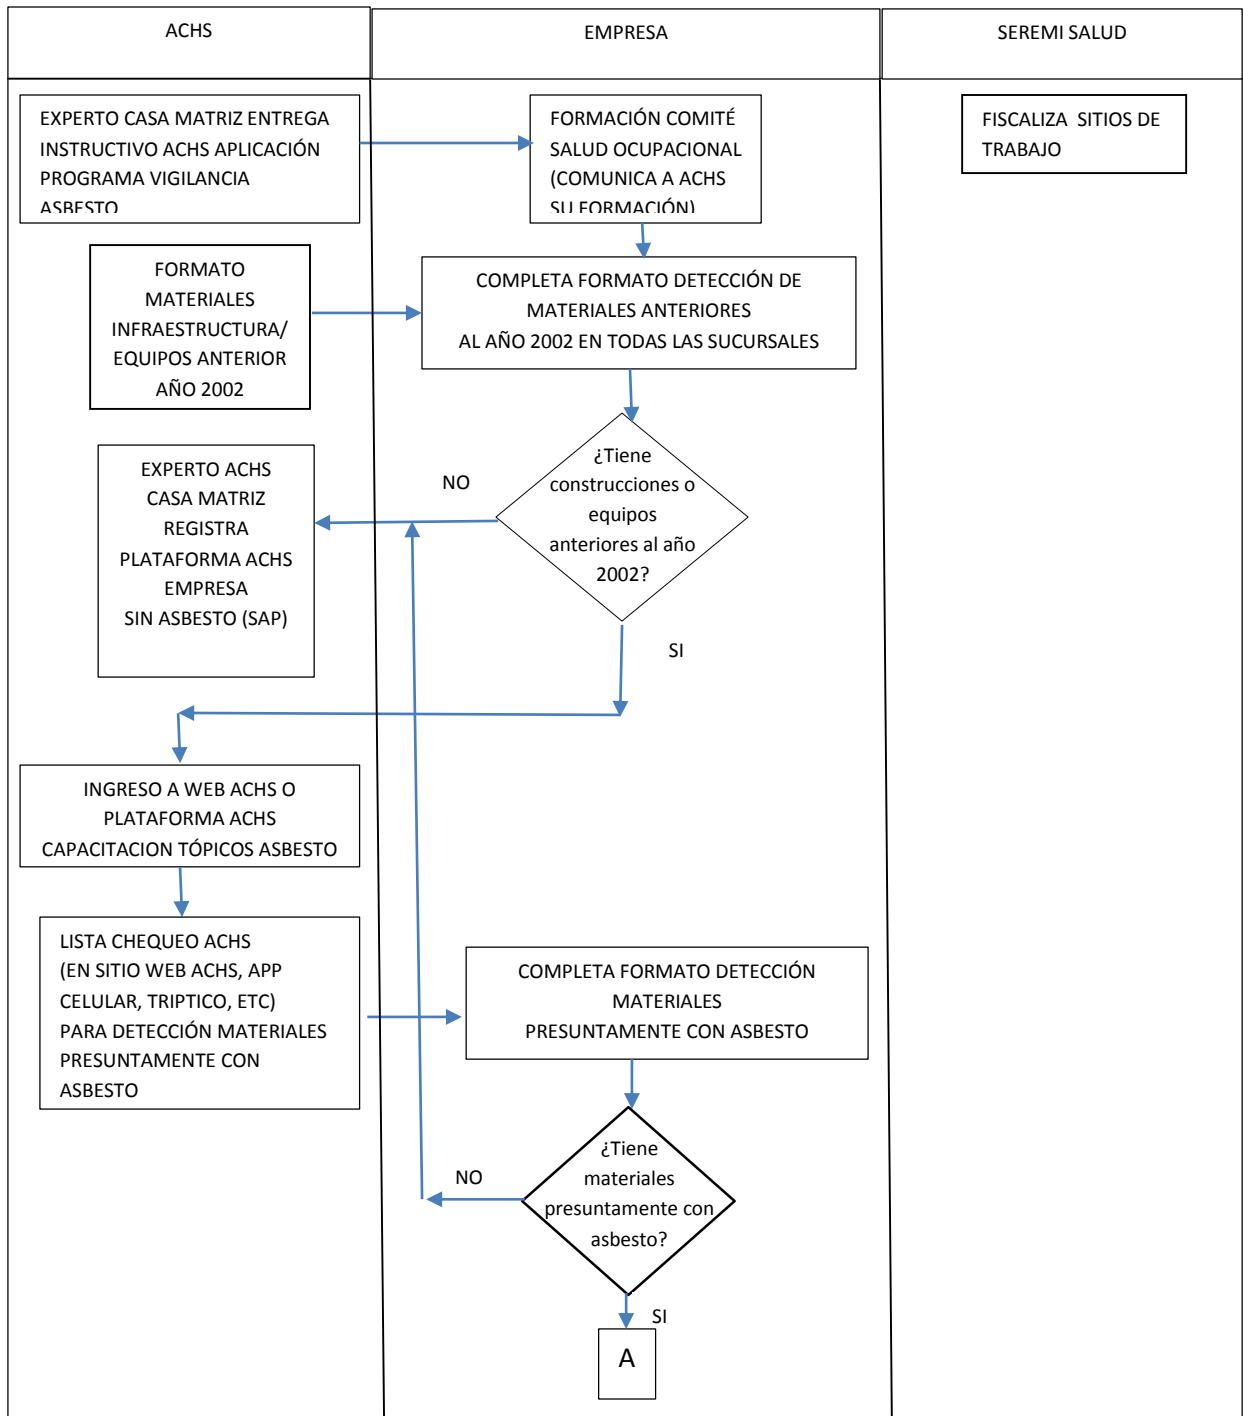 ACHS
EMPRESA
SEREMI SALUD
EXPERTO CASA MATRIZ ENTREGA
INSTRUCTIVO ACHS APLICACIÓN
PROGRAMA VIGILANCIA
ASBESTO
FORMACIÓN COMITÉ
SALUD OCUPACIONAL
(COMUNICA A ACHS
SU FORMACIÓN)
FISCALIZA SITIOS DE
TRABAJO
FORMATO
MATERIALES
INFRAESTRUCTURA/
EQUIPOS ANTERIOR
AÑO 2002
COMPLETA FORMATO DETECCIÓN DE
MATERIALES ANTERIORES
AL AÑO 2002 EN TODAS LAS SUCURSALES
¿Tiene
construcciones o
equipos
anteriores al año
2002?
NO
EXPERTO ACHS
CASA MATRIZ
REGISTRA
PLATAFORMA ACHS
EMPRESA
SIN ASBESTO (SAP)
SI
INGRESO A WEB ACHS O
PLATAFORMA ACHS
CAPACITACION TÓPICOS ASBESTO
LISTA CHEQUEO ACHS
(EN SITIO WEB ACHS, APP
CELULAR, TRIPTICO, ETC)
PARA DETECCIÓN MATERIALES
PRESUNTAMENTE CON
ASBESTO
COMPLETA FORMATO DETECCIÓN
MATERIALES
PRESUNTAMENTE CON ASBESTO
¿Tiene
materiales
presuntamente con
asbesto?
NO
SI
A